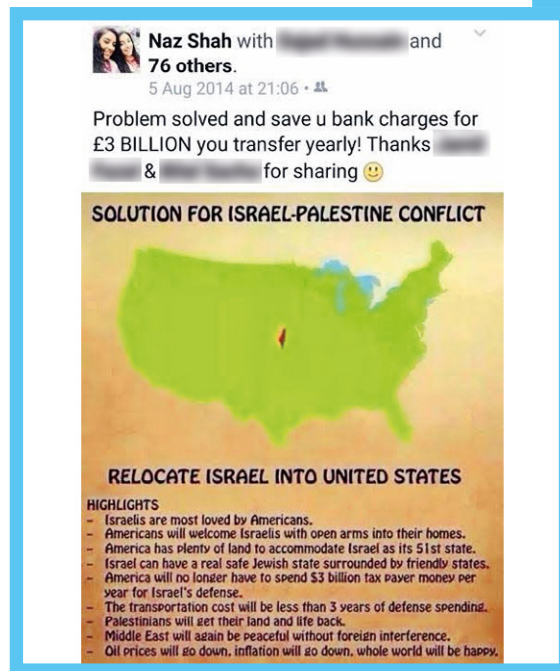 Naz Shah with and
76 others.
5 Aug 2014 at 21:06 •
Problem solved and save u bank charges for
£3 BILLION you transfer yearly! Thanks
& for sharing
SOLUTION FOR ISRAEL-PALESTINE CONFLICT
RELOCATE ISRAEL INTO UNITED STATES
HIGHLIGHTS
- Israelis are most loved by Americans.
- Americans will welcome Israelis with open arms into their homes.
- America has plenty of land to accommodate Israel as its 51st state.
- Israel can have a real safe Jewish state surrounded by friendly states.
- America will no longer have to spend $3 billion tax payer money per
year for Israel's defense.
- The transportation cost will be less than 3 years of defense spending.
- Palestinians will get their land and life back.
- Middle East will again be peaceful without foreign interference.
- Oil prices will go down, inflation will go down, whole world will be happy.